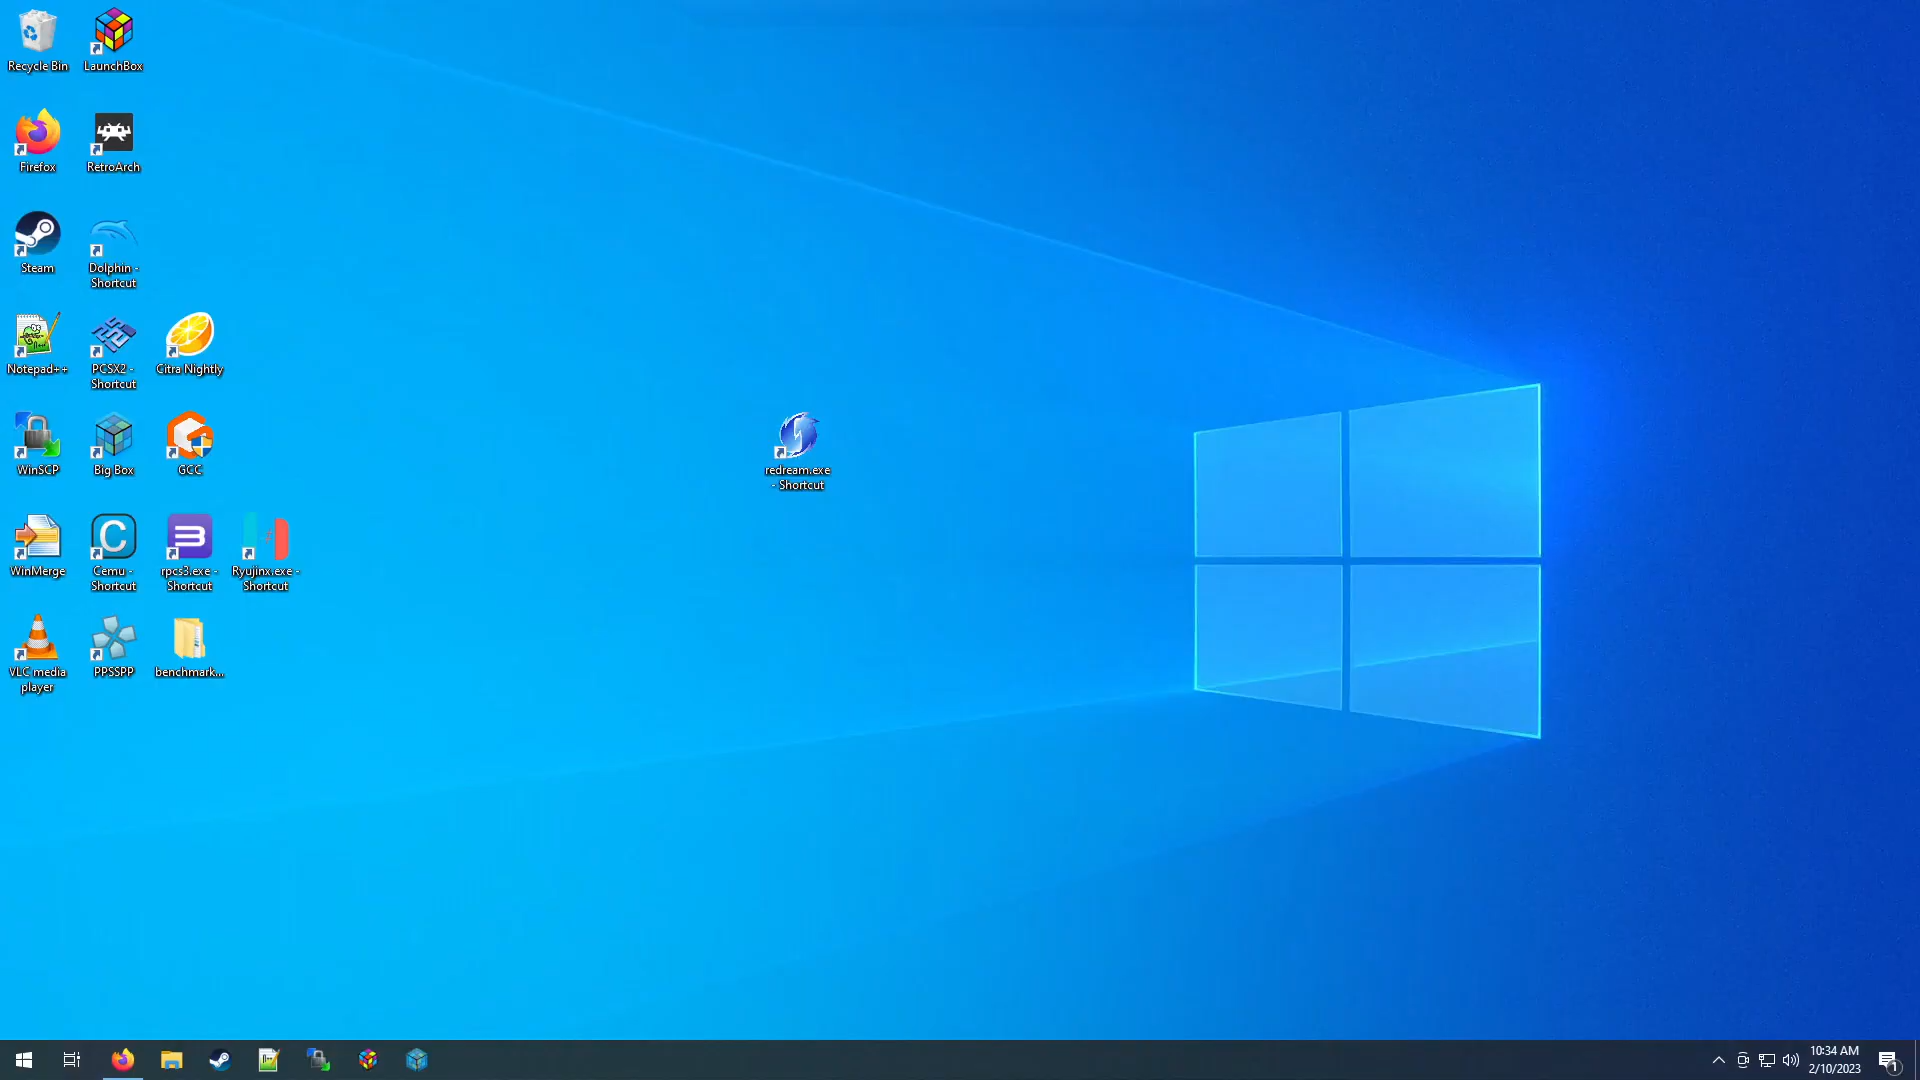 Recycle Bin
LaunchBox
Firefox
RetroArch
Steam
Dolphin -
Shortcut
Notepad++
PCSX2 -
Shortcut
Citra Nightly
WinSCP
Big Box
GCC
redream.exe
- Shortcut
WinMerge
Cemu -
Shortcut
rpcs3.exe -
Shortcut
Ryujinx.exe -
Shortcut
VLC media
player
PPSSPP
benchmark...
10:34 AM
2/10/2023
1